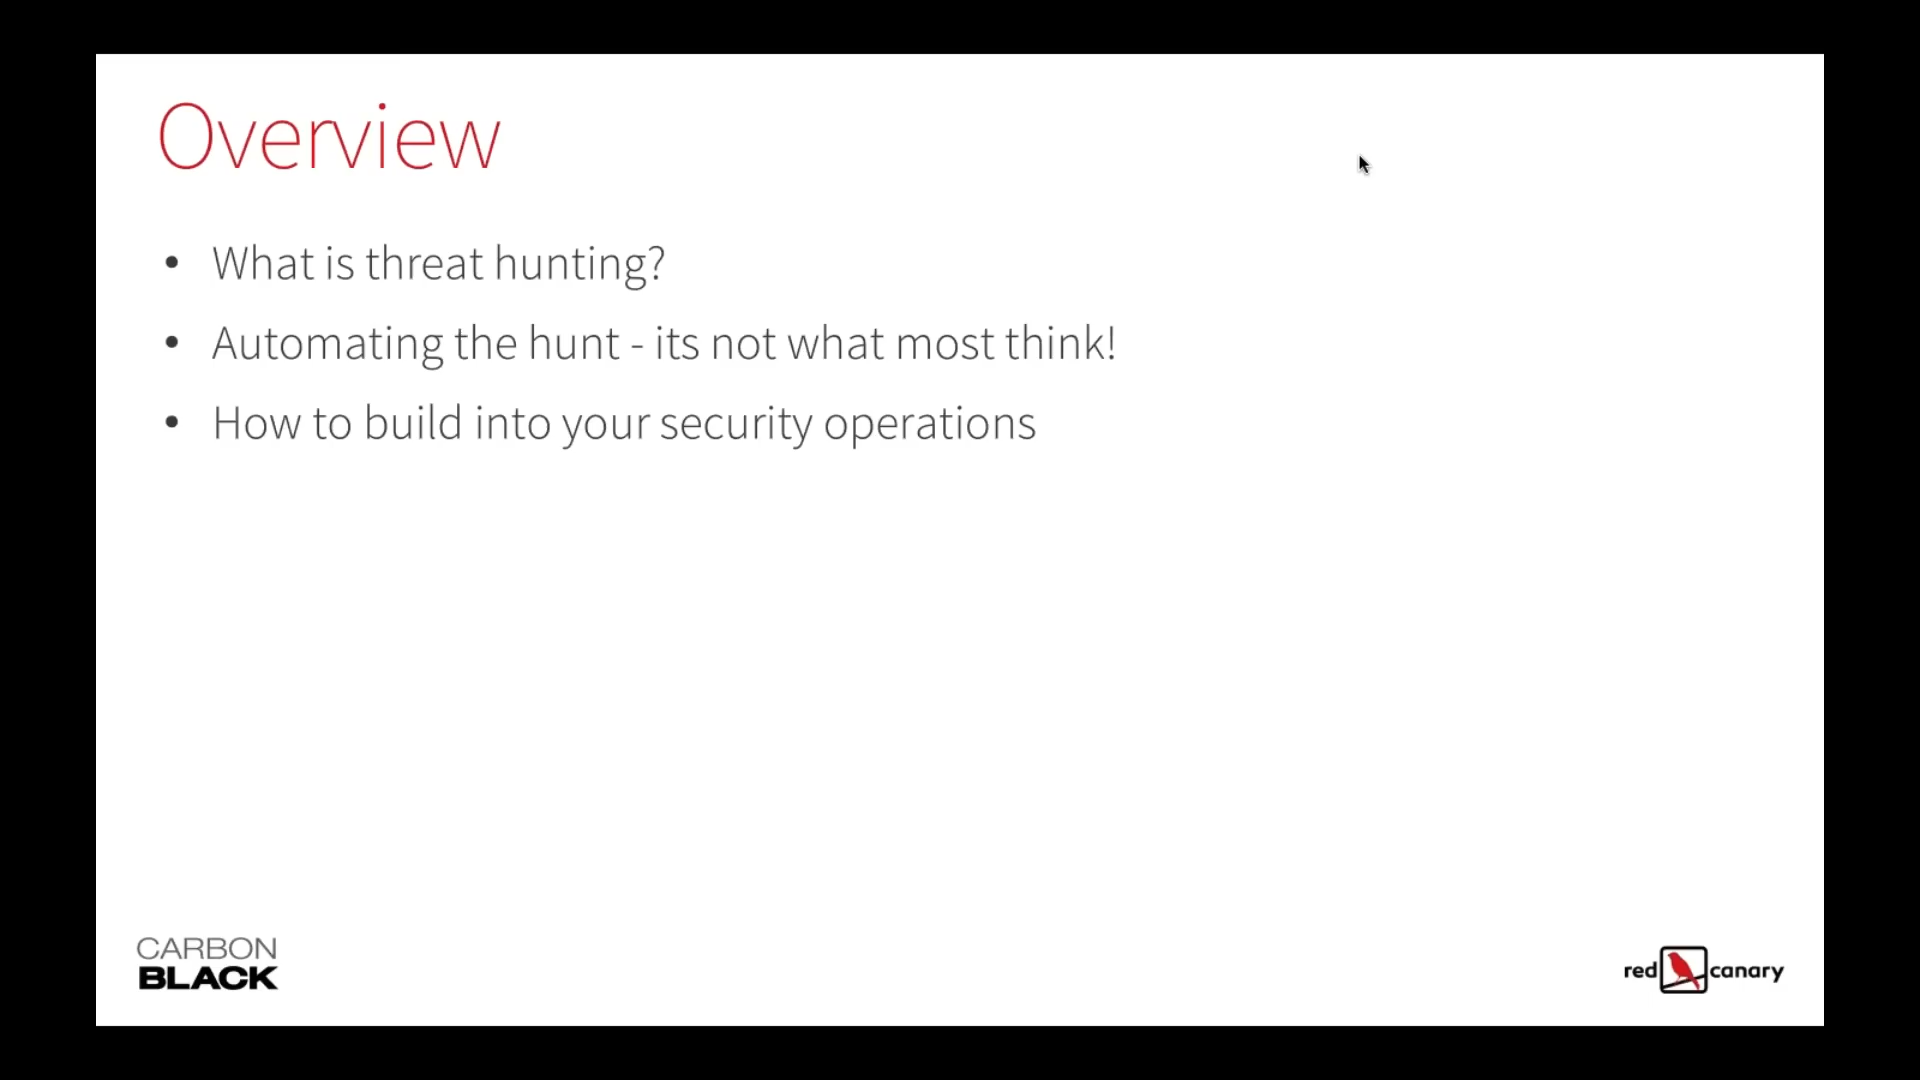 Overview
• What is threat hunting?
• Automating the hunt - its not what most think!
• How to build into your security operations
CARBON
BLACK
red canary